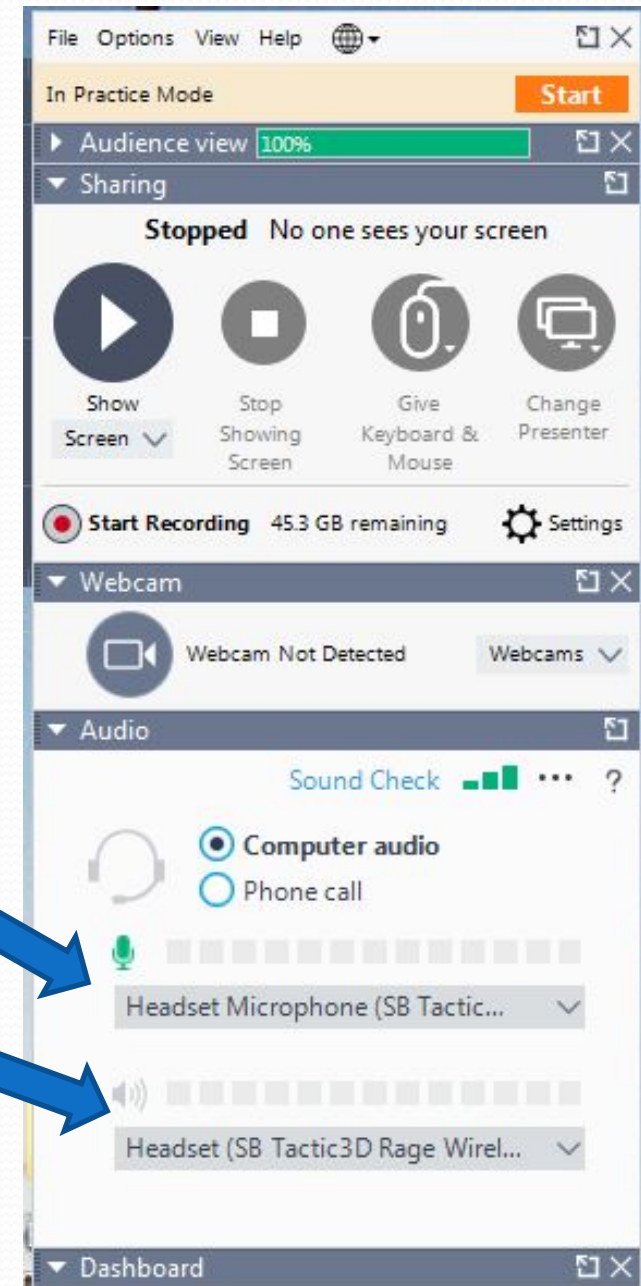 File Options View Help
In Practice Mode Start
Audience view 100%
Sharing
Stopped No one sees your screen
Show Stop Give Change
Screen Showing Keyboard & Presenter
Screen Mouse
Start Recording 45.3 GB remaining Settings
Webcam
Webcam Not Detected Webcams
Audio
Sound Check ... ?
Computer audio
Phone call
Headset Microphone (SB Tactic...
Headset (SB Tactic3D Rage Wirel...
Dashboard